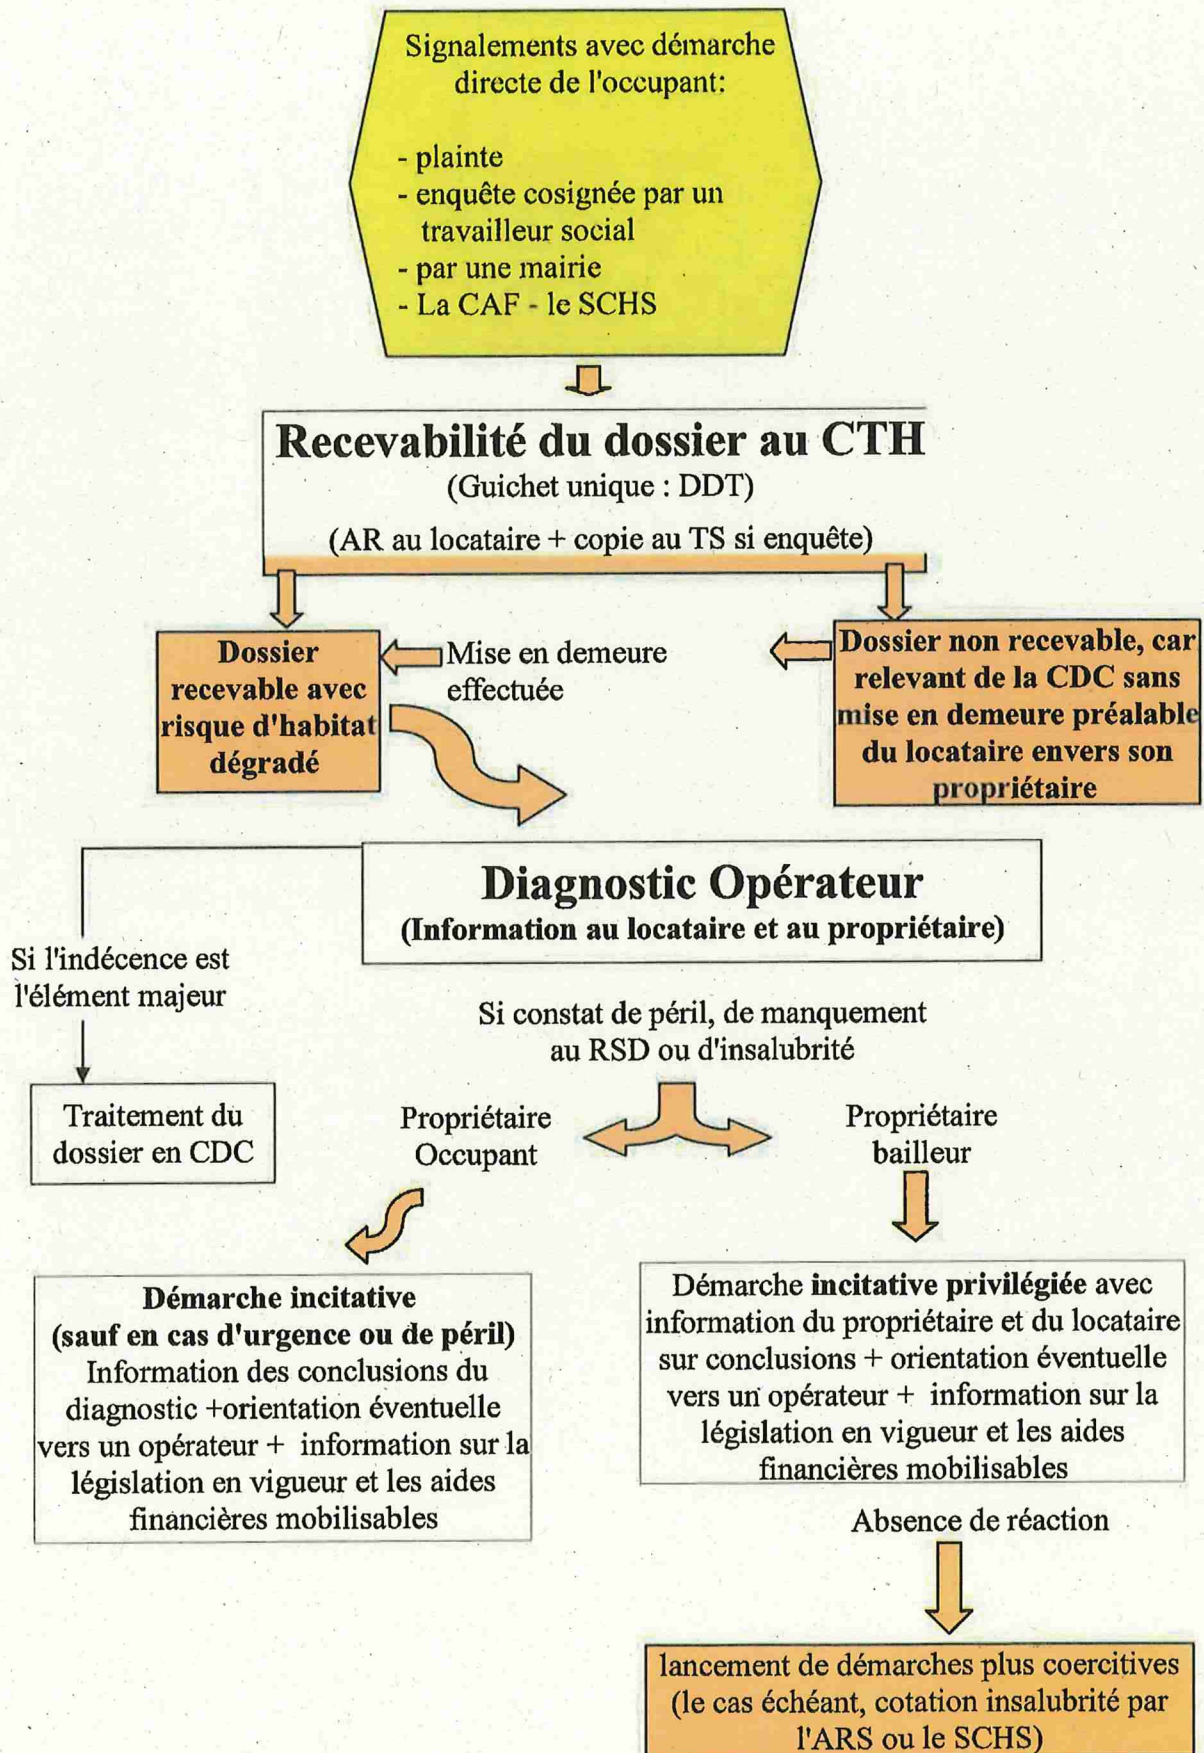 Signalements avec démarche
directe de l'occupant:
- plainte
- enquête cosignée par un
travailleur social
- par une mairie
- La CAF - le SCHS
Recevabilité du dossier au CTH
(Guichet unique : DDT)
(AR au locataire + copie au TS si enquête)
Dossier
recevable avec
risque d'habitat
dégradé
Mise en demeure
effectuée
Dossier non recevable, car
relevant de la CDC sans
mise en demeure préalable
du locataire envers son
propriétaire
Diagnostic Opérateur
(Information au locataire et au propriétaire)
Si l'indécence est
l'élément majeur
Traitement du
dossier en CDC
Si constat de péril, de manquement
au RSD ou d'insalubrité
Propriétaire
Occupant
Propriétaire
bailleur
Démarche incitative
(sauf en cas d'urgence ou de péril)
Information des conclusions du
diagnostic +orientation éventuelle
vers un opérateur + information sur la
législation en vigueur et les aides
financières mobilisables
Démarche incitative privilégiée avec
information du propriétaire et du locataire
sur conclusions + orientation éventuelle
vers un opérateur + information sur la
législation en vigueur et les aides
financières mobilisables
Absence de réaction
lancement de démarches plus coercitives
(le cas échéant, cotation insalubrité par
l'ARS ou le SCHS)